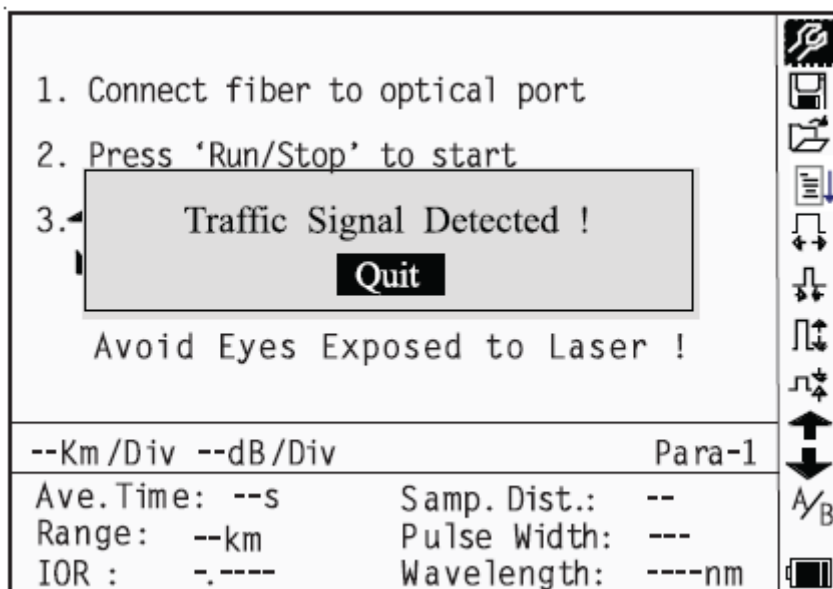 1. Connect fiber to optical port
2. Press ‘Run/Stop’ to start
3.
Traffic Signal Detected !
Quit
Avoid Eyes Exposed to Laser !
--Km/Div --dB/Div Para-1
Ave.Time: --s Samp.Dist.: --
Range: --km Pulse Width: ---
IOR : -.---- Wavelength: ----nm
A/B